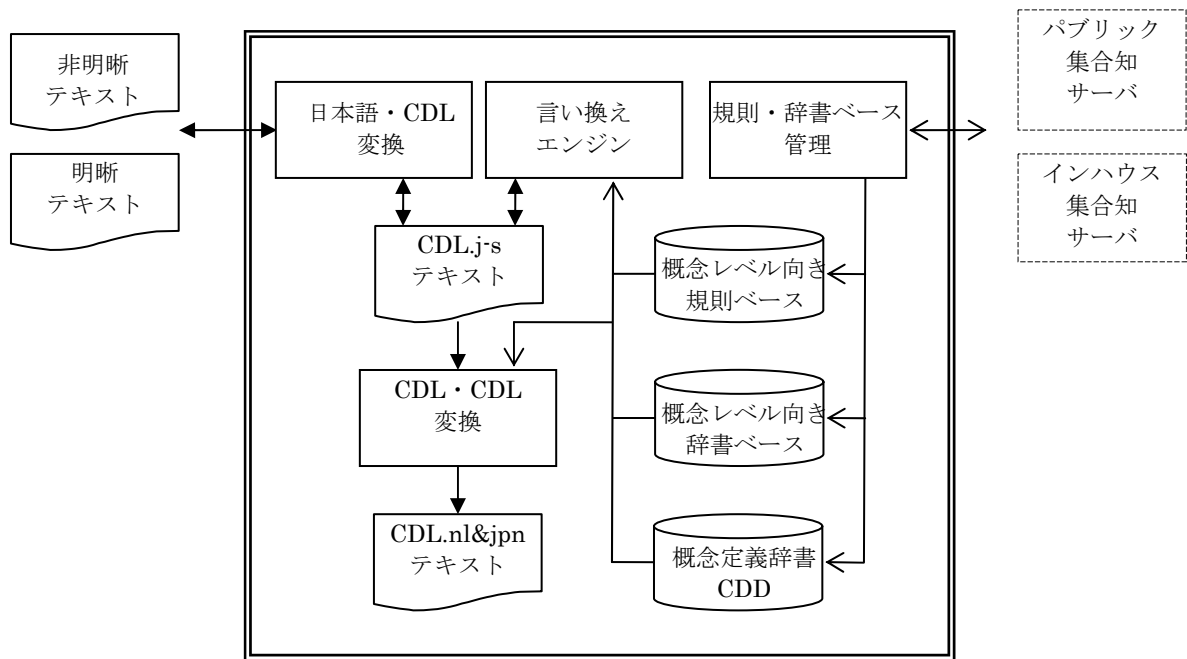 非明晰
テキスト
明晰
テキスト
日本語・CDL
変換
言い換え
エンジン
規則・辞書ベース
管理
パブリック
集合知
サーバ
インハウス
集合知
サーバ
CDL.j-s
テキスト
概念レベル向き
規則ベース
CDL・CDL
変換
概念レベル向き
辞書ベース
CDL.nl&jpn
テキスト
概念定義辞書
CDD